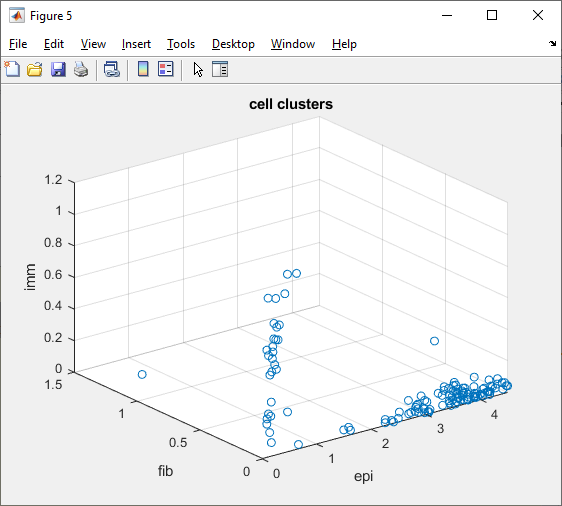 Figure 5
File Edit View Insert Tools Desktop Window Help
cell clusters
1.2
1
0.8
0.6
0.4
0.2
0
imm
1.5
1
0.5
0
fib
0
1
2
3
4
epi